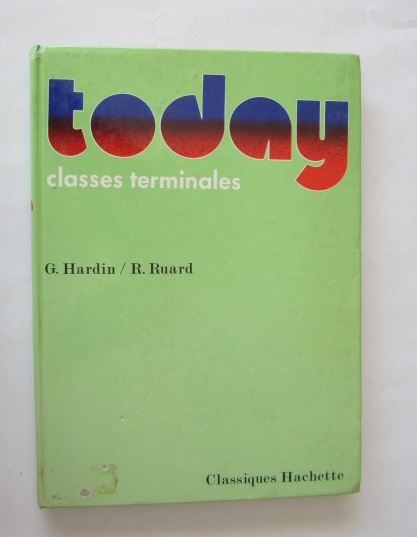 today
classes terminales
G. Hardin / R. Ruard
Classiques Hachette